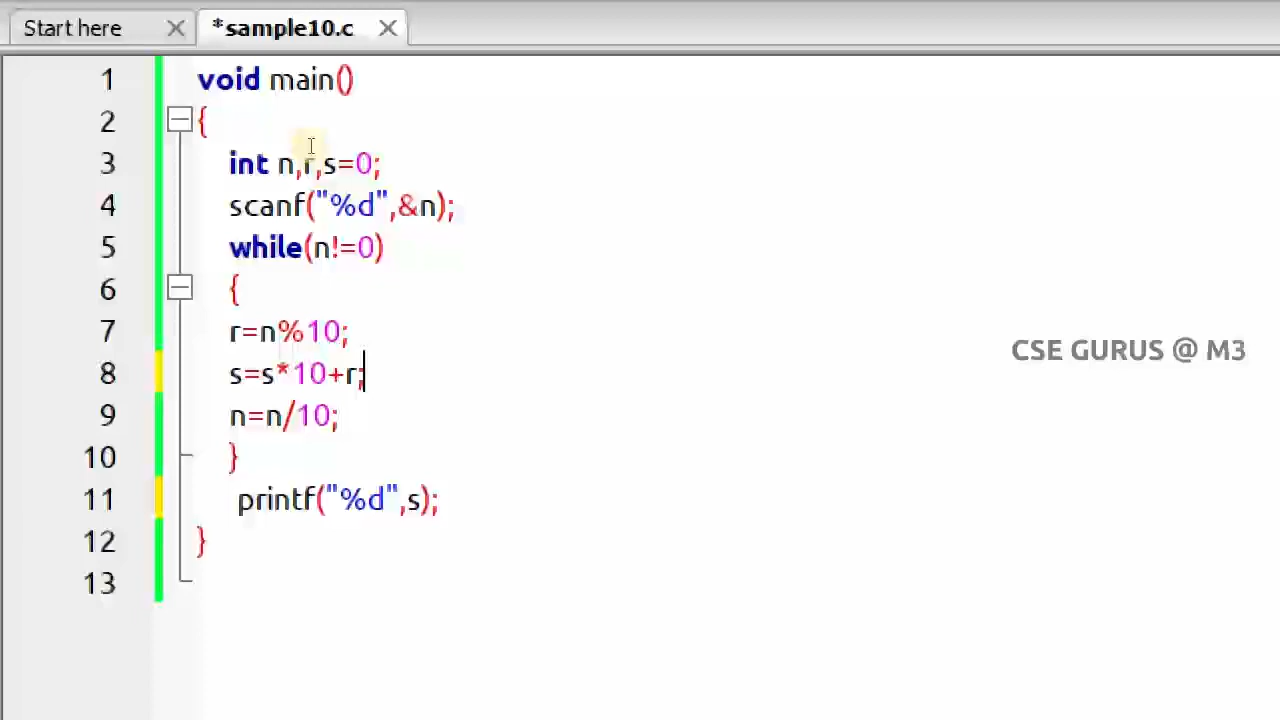 Start here
*sample10.c
1 void main()
2 {
3 int n,r,s=0;
4 scanf("%d",&n);
5 while(n!=0)
6 {
7 r=n%10;
8 s=s*10+r;
9 n=n/10;
10 }
11 printf("%d",s);
12 }
13
CSE GURUS @ M3